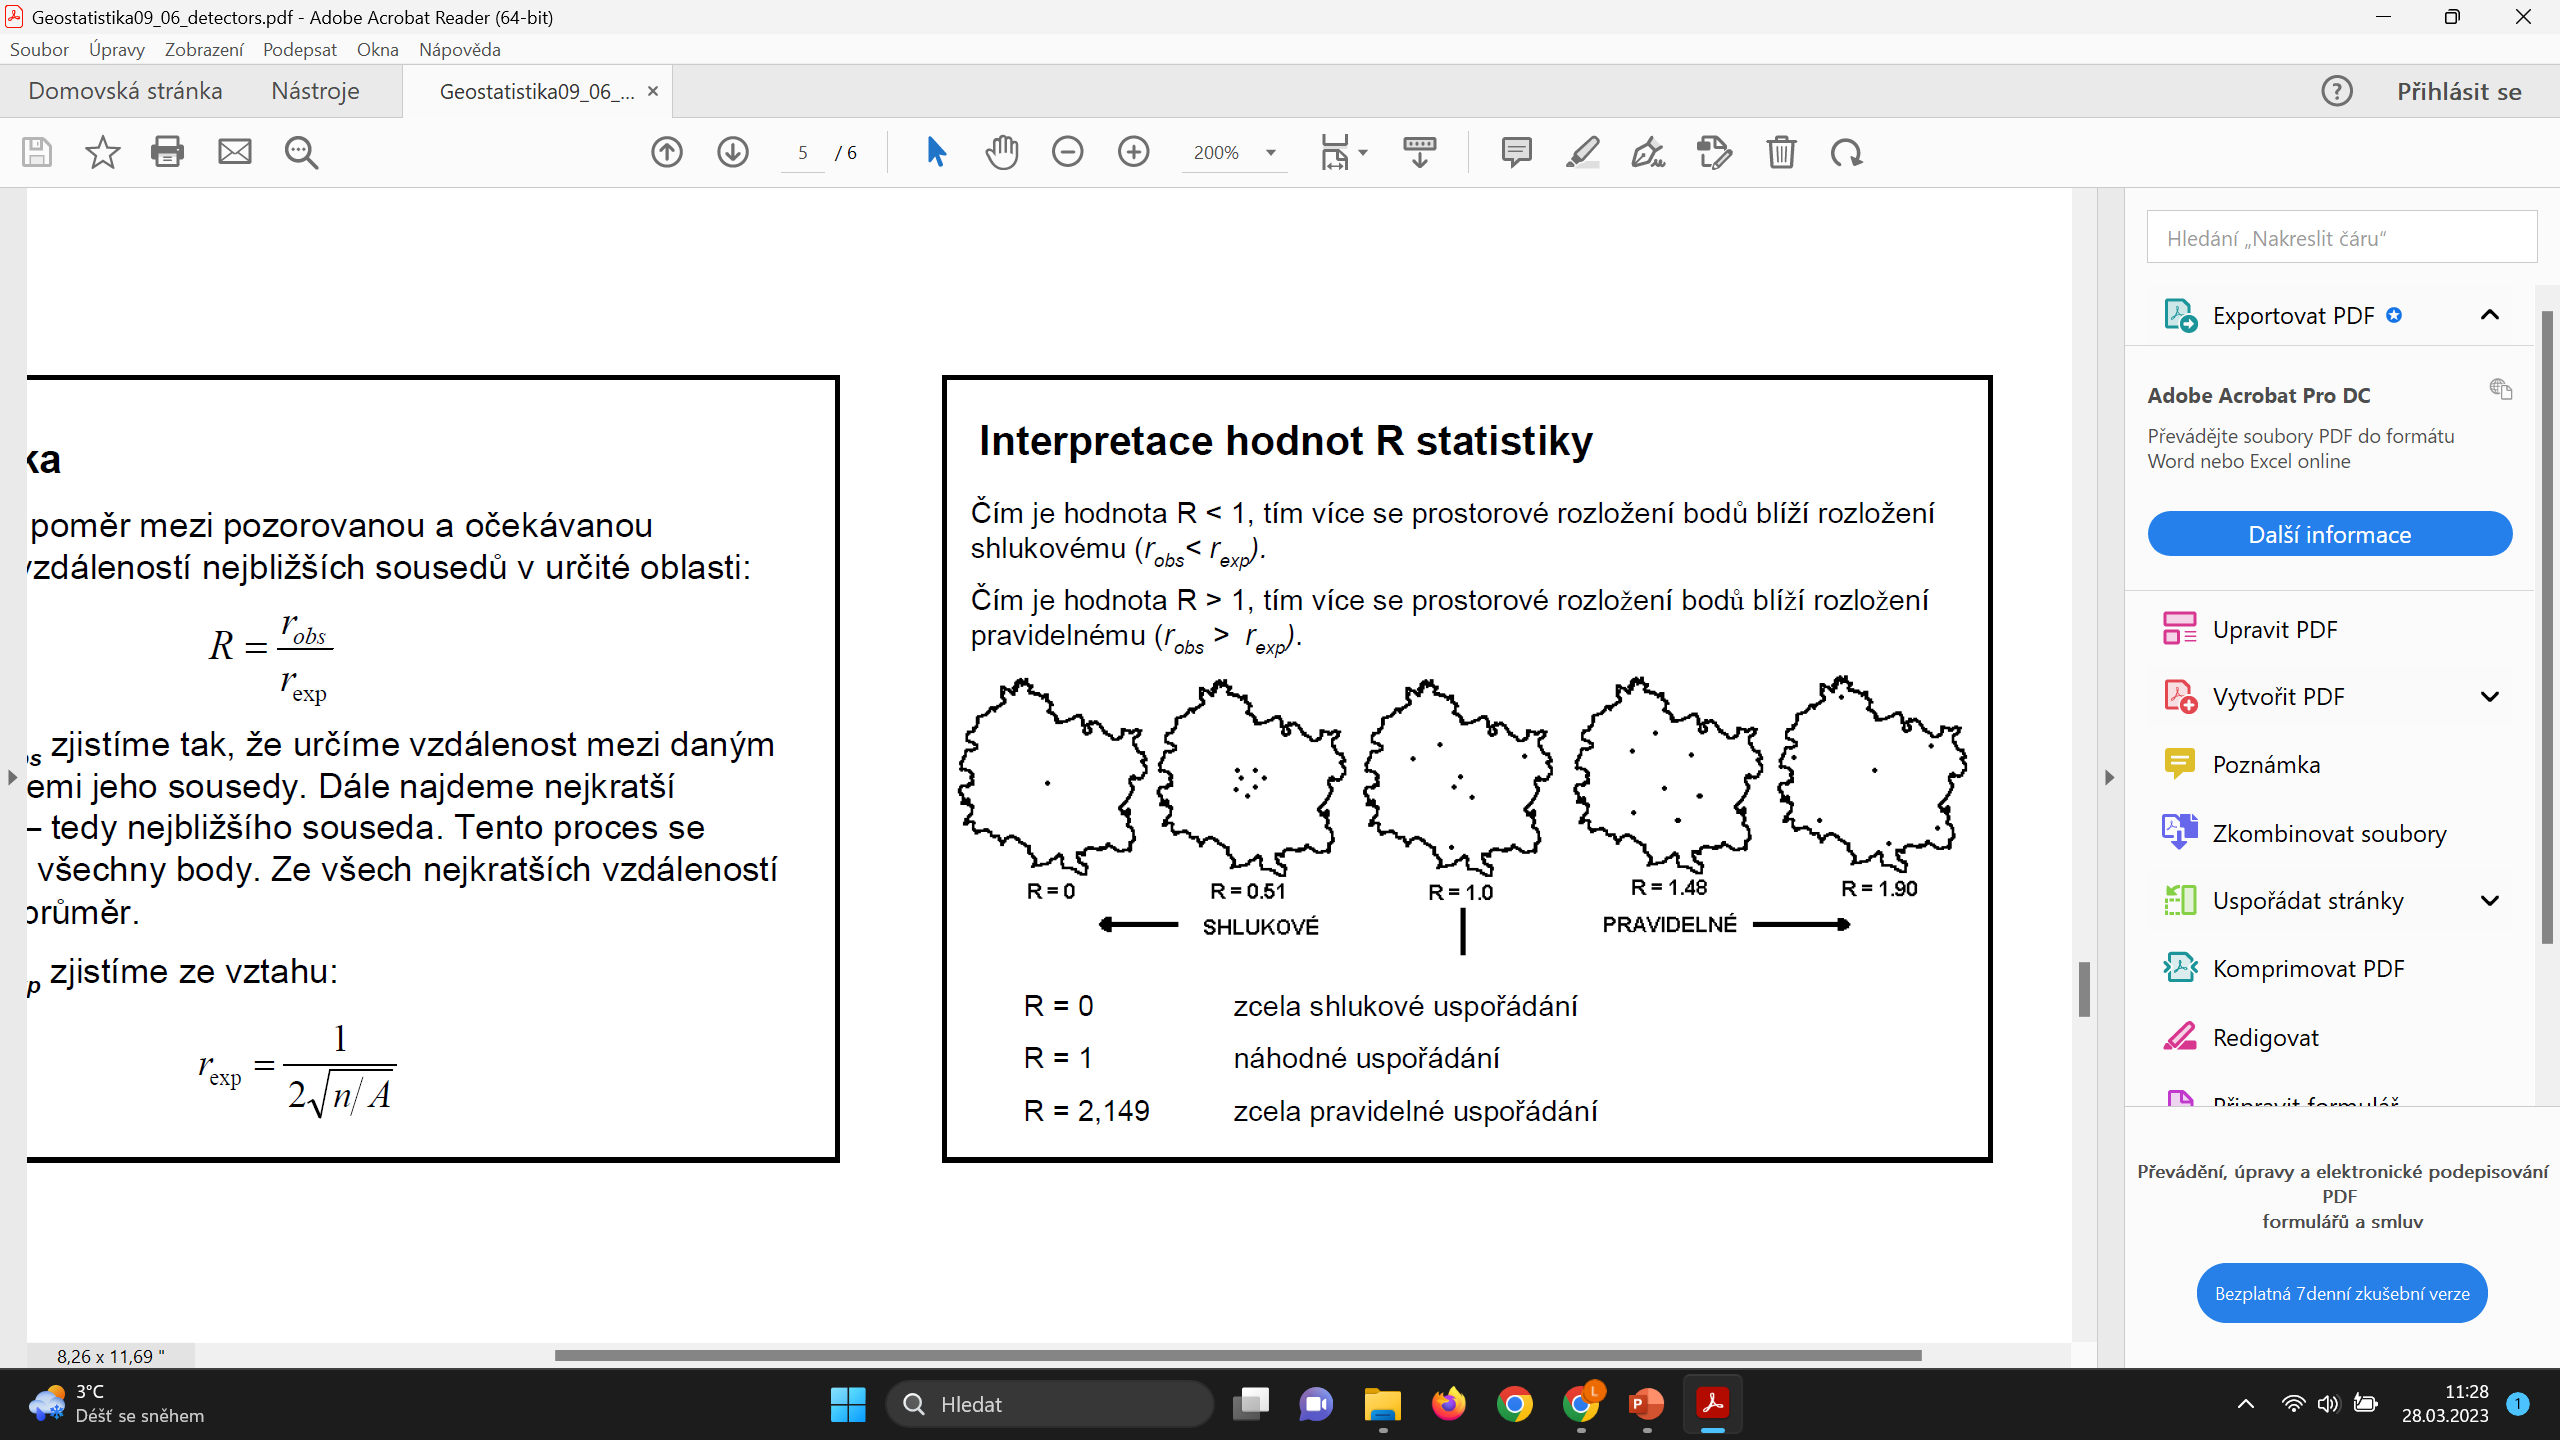 Geostatistika09_06_detectors.pdf - Adobe Acrobat Reader (64-bit)
Soubor Úpravy Zobrazení Podepsat Okna Nápověda
Domovská stránka Nástroje Geostatistika09_06_... × Přihlásit se
5 / 6 200%
ka
poměr mezi pozorovanou a očekávanou
vzdáleností nejbližších sousedů v určité oblasti:
R = r_obs / r_exp
zjistíme tak, že určíme vzdálenost mezi daným
emi jeho sousedy. Dále najdeme nejkratší
– tedy nejbližšího souseda. Tento proces se
všechny body. Ze všech nejkratších vzdáleností
průměr.
p zjistíme ze vztahu:
r_exp = 1 / (2√(n/A))
Interpretace hodnot R statistiky
Čím je hodnota R < 1, tím více se prostorové rozložení bodů blíží rozložení
shlukovému (r_obs < r_exp).
Čím je hodnota R > 1, tím více se prostorové rozložení bodů blíží rozložení
pravidelnému (r_obs > r_exp).
R = 0 R = 0.51 R = 1.0 R = 1.48 R = 1.90
SHLUKOVÉ PRAVIDELNÉ
R = 0 zcela shlukové uspořádání
R = 1 náhodné uspořádání
R = 2,149 zcela pravidelné uspořádání
Hledání „Nakreslit čáru“
Exportovat PDF
Adobe Acrobat Pro DC
Převádějte soubory PDF do formátu
Word nebo Excel online
Další informace
Upravit PDF
Vytvořit PDF
Poznámka
Zkombinovat soubory
Uspořádat stránky
Komprimovat PDF
Redigovat
Připravit formulář
Převádění, úpravy a elektronické podepisování
PDF
formulářů a smluv
Bezplatná 7denní zkušební verze
8,26 x 11,69 "
3°C
Déšť se sněhem
Hledat
L
P
11:28
28.03.2023
1